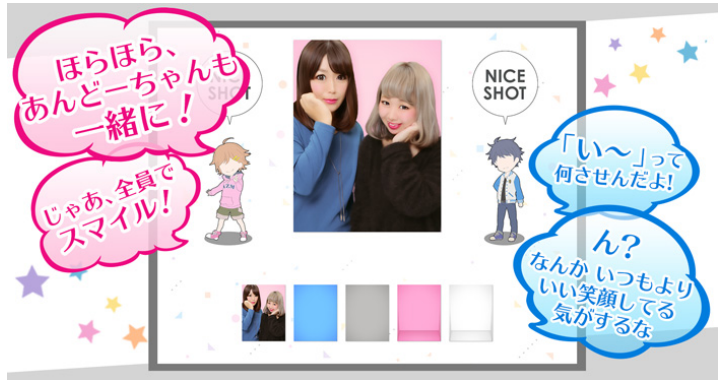 ほらほら、
あんどーちゃんも
一緒に！
じゃあ、全員で
スマイル！
NICE
SHOT
NICE
SHOT
「い～」って
何させんだよ！
ん？
なんか いつもより
いい笑顔してる
気がするな